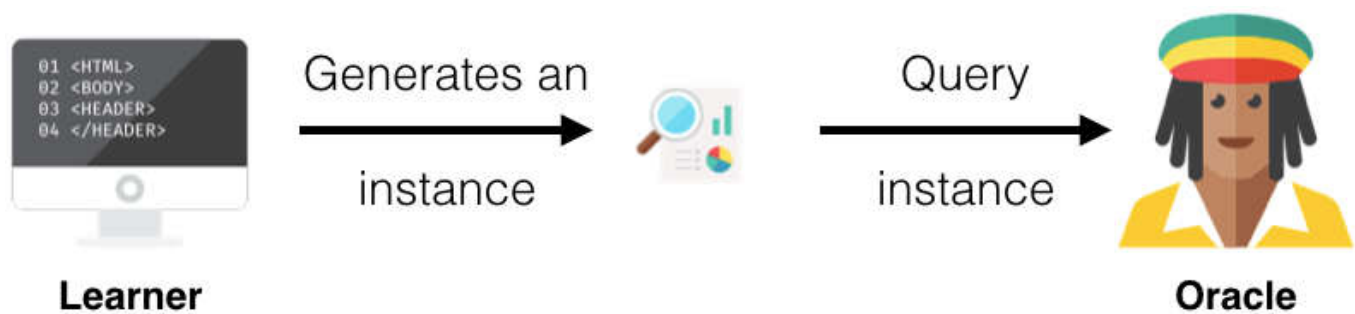 01 <HTML>
02 <BODY>
03 <HEADER>
04 </HEADER>
Generates an
instance
Query
instance
Learner
Oracle